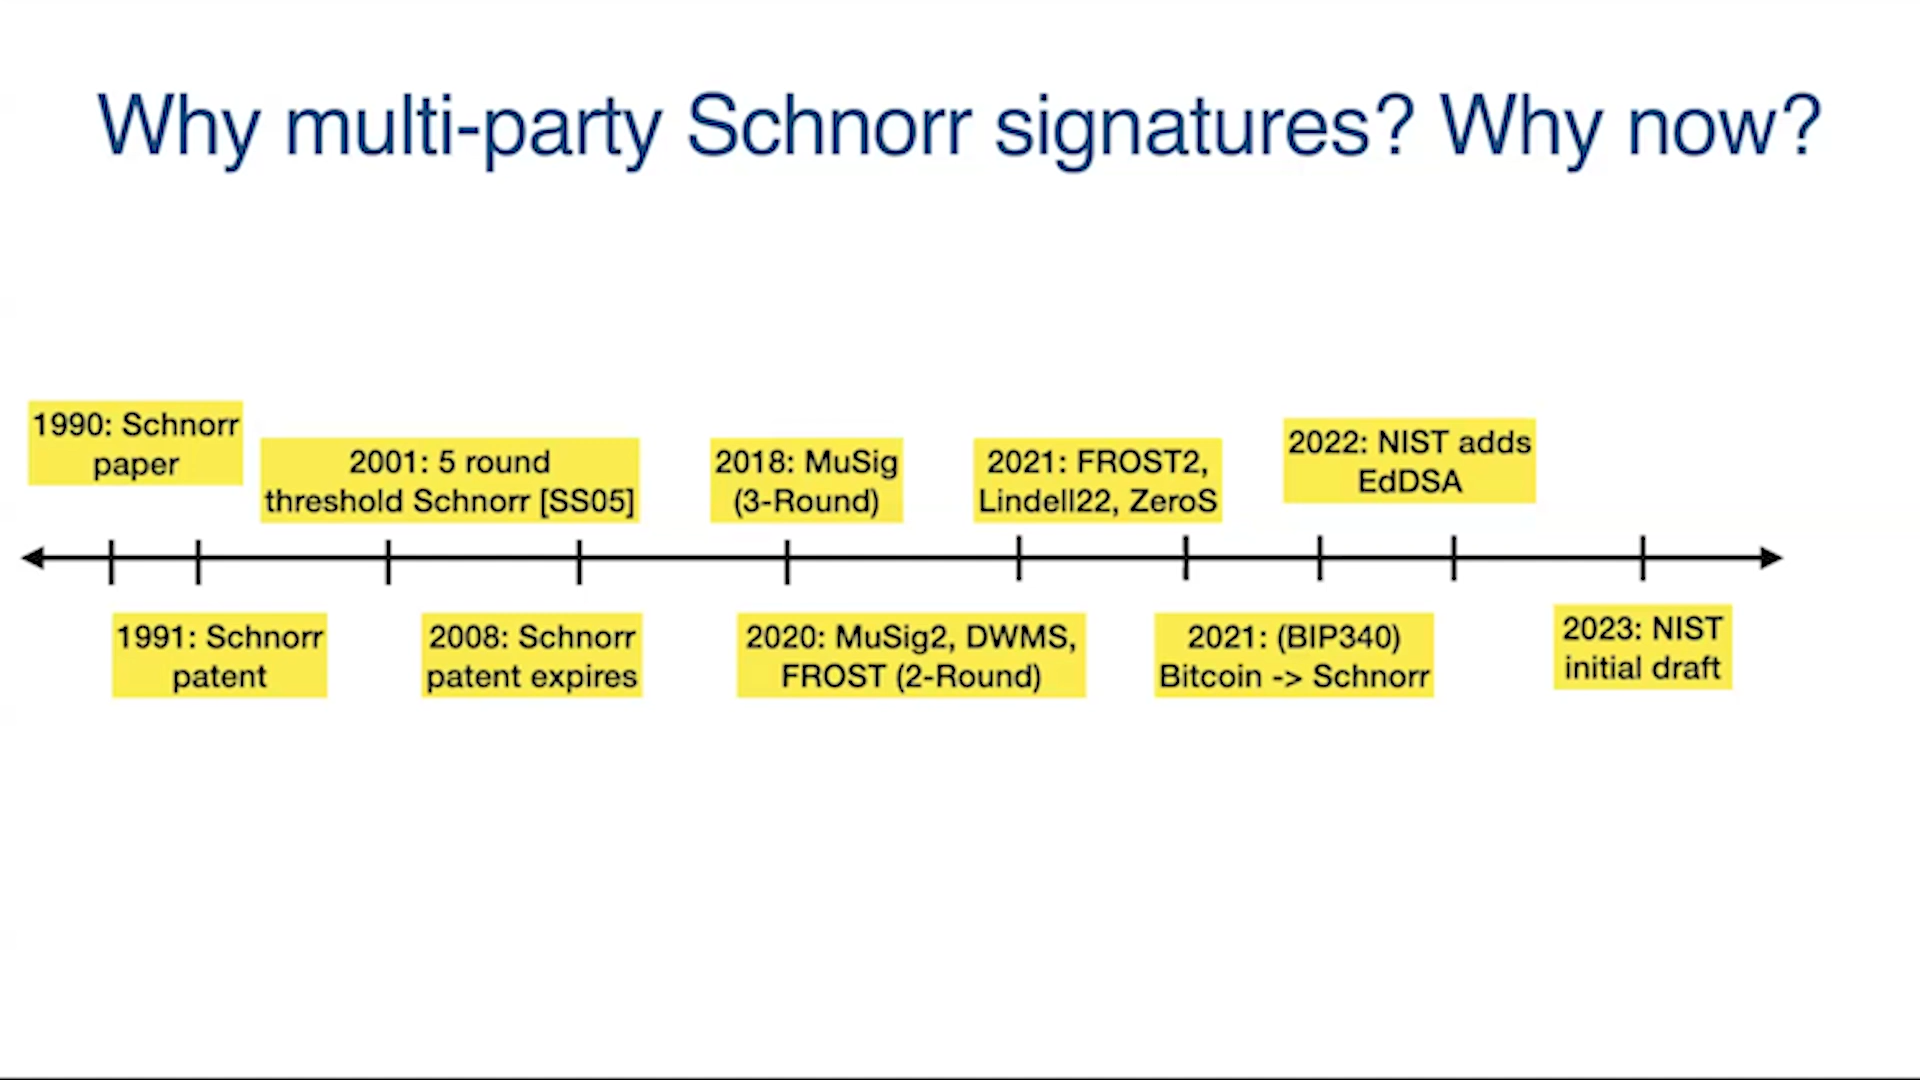 Why multi-party Schnorr signatures? Why now?
1990: Schnorr
paper
2001: 5 round
threshold Schnorr [SS05]
2018: MuSig
(3-Round)
2021: FROST2,
Lindell22, ZeroS
2022: NIST adds
EdDSA
1991: Schnorr
patent
2008: Schnorr
patent expires
2020: MuSig2, DWMS,
FROST (2-Round)
2021: (BIP340)
Bitcoin -> Schnorr
2023: NIST
initial draft